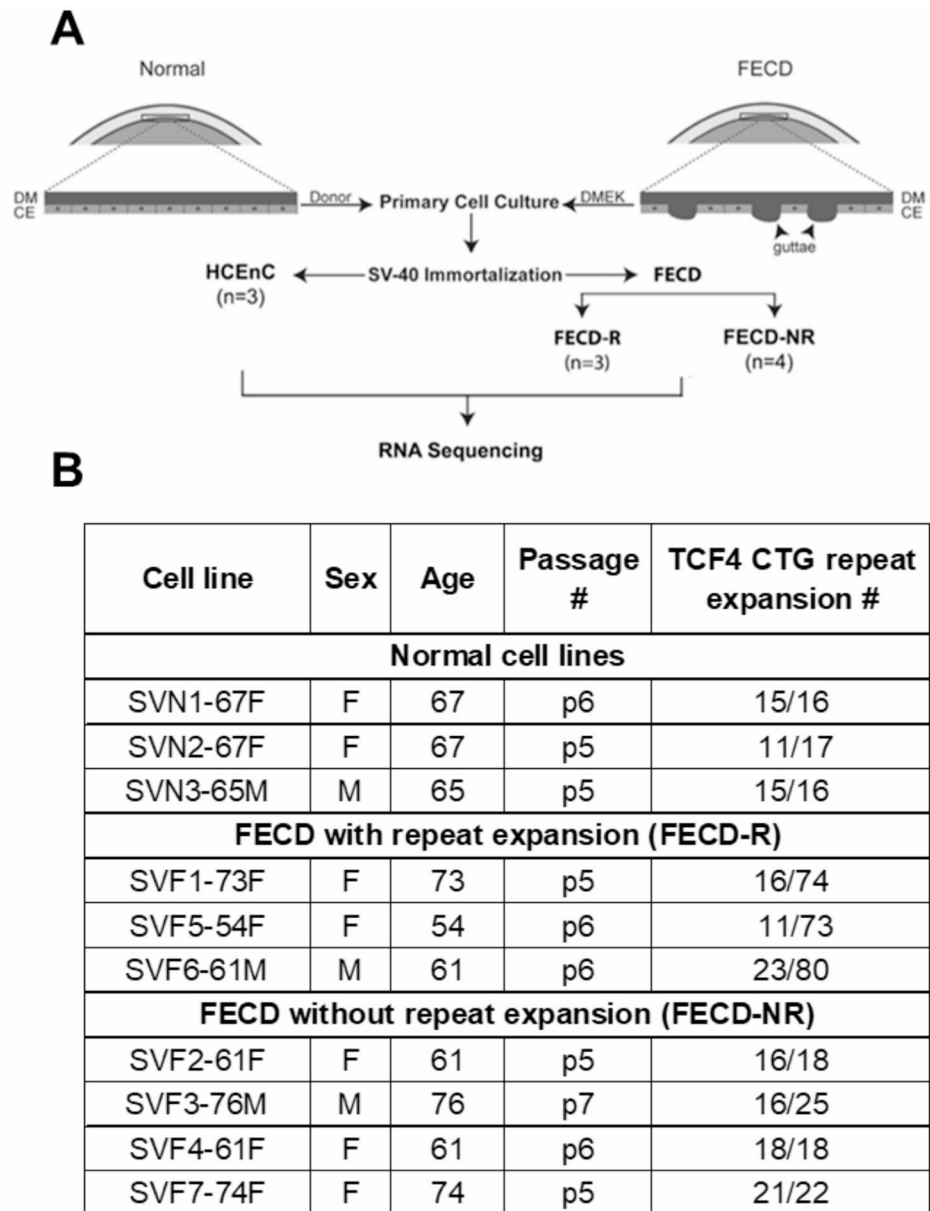 A
Normal
FECD
DM
CE
Donor
Primary Cell Culture
DMEK
DM
CE
guttae
HCEnC
(n=3)
SV-40 Immortalization
FECD
FECD-R
(n=3)
FECD-NR
(n=4)
RNA Sequencing
B
Cell line Sex Age Passage # TCF4 CTG repeat expansion #
Normal cell lines
SVN1-67F F 67 p6 15/16
SVN2-67F F 67 p5 11/17
SVN3-65M M 65 p5 15/16
FECD with repeat expansion (FECD-R)
SVF1-73F F 73 p5 16/74
SVF5-54F F 54 p6 11/73
SVF6-61M M 61 p6 23/80
FECD without repeat expansion (FECD-NR)
SVF2-61F F 61 p5 16/18
SVF3-76M M 76 p7 16/25
SVF4-61F F 61 p6 18/18
SVF7-74F F 74 p5 21/22